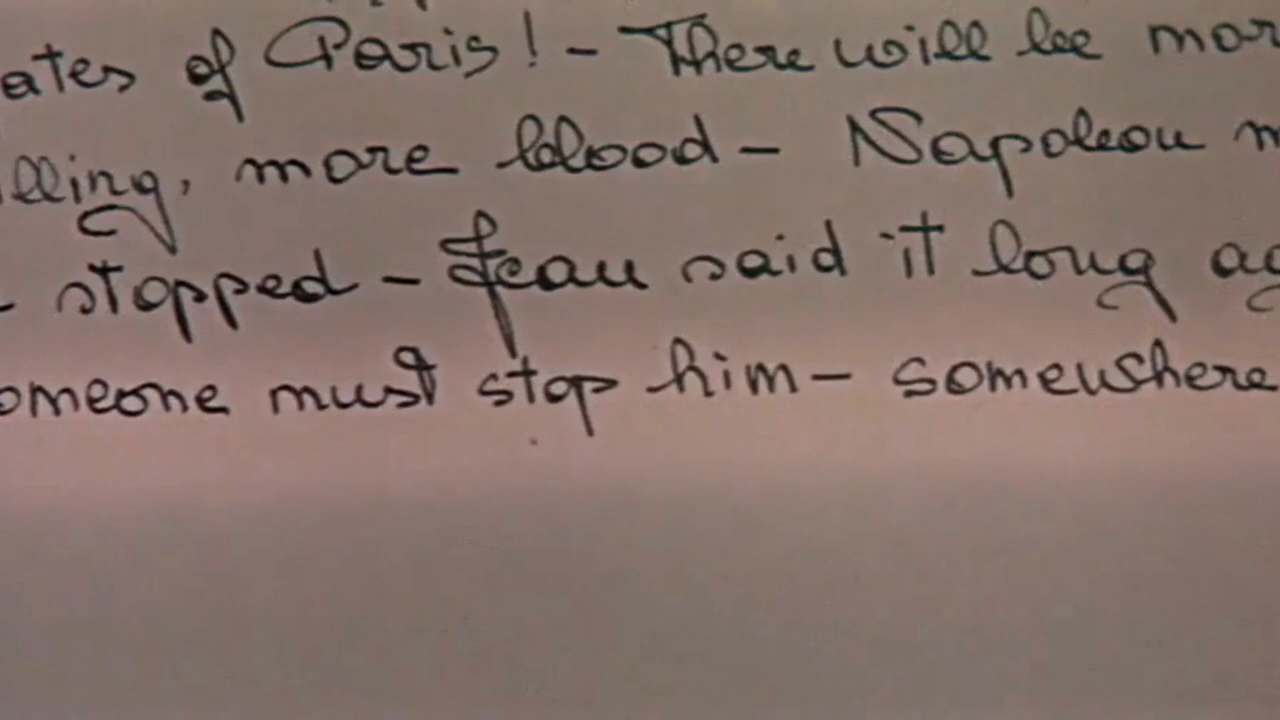 ates of Paris! - There will be mor
lling, more blood - Napoleon m
stopped - Jean said it long ag
omeone must stop him - somewhere